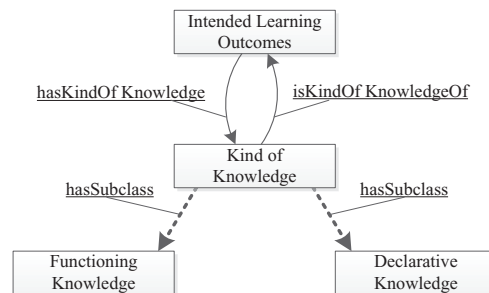 Intended Learning
Outcomes
hasKindOf Knowledge
isKindOf KnowledgeOf
Kind of
Knowledge
hasSubclass
hasSubclass
Functioning
Knowledge
Declarative
Knowledge